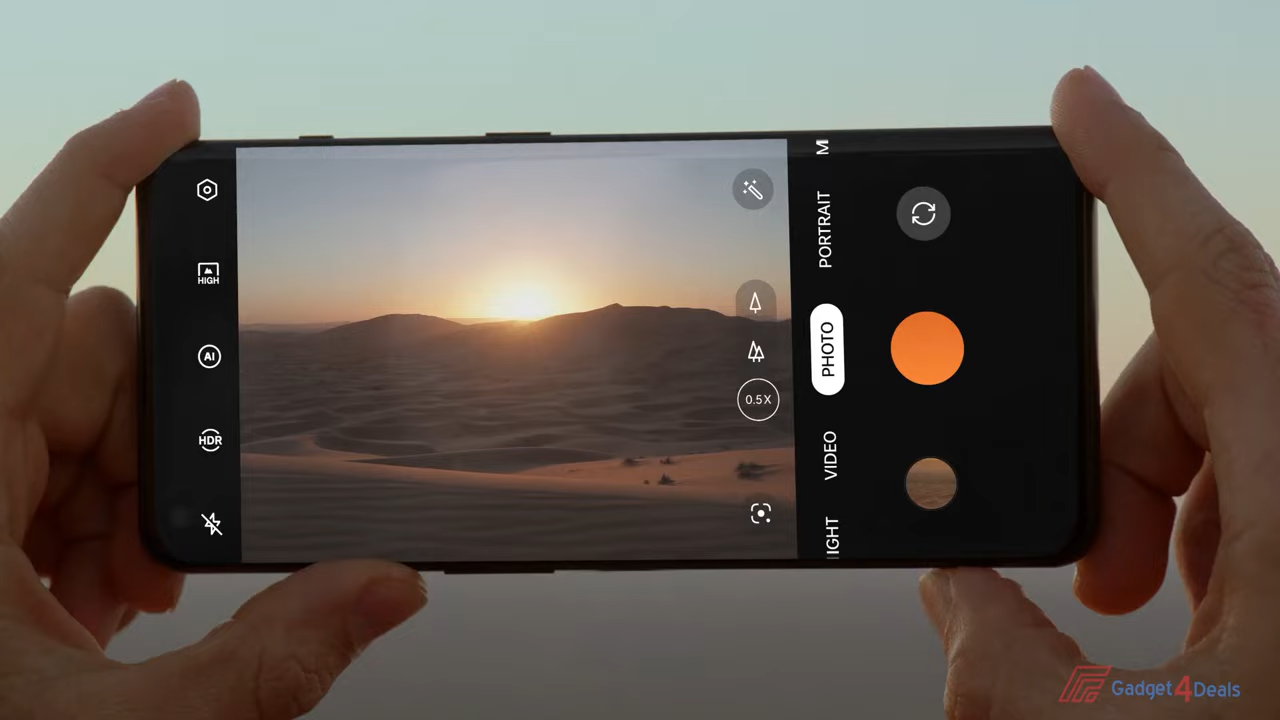 HIGH
AI
HDR
0.5X
M
PORTRAIT
PHOTO
VIDEO
IGHT
Gadget4Deals